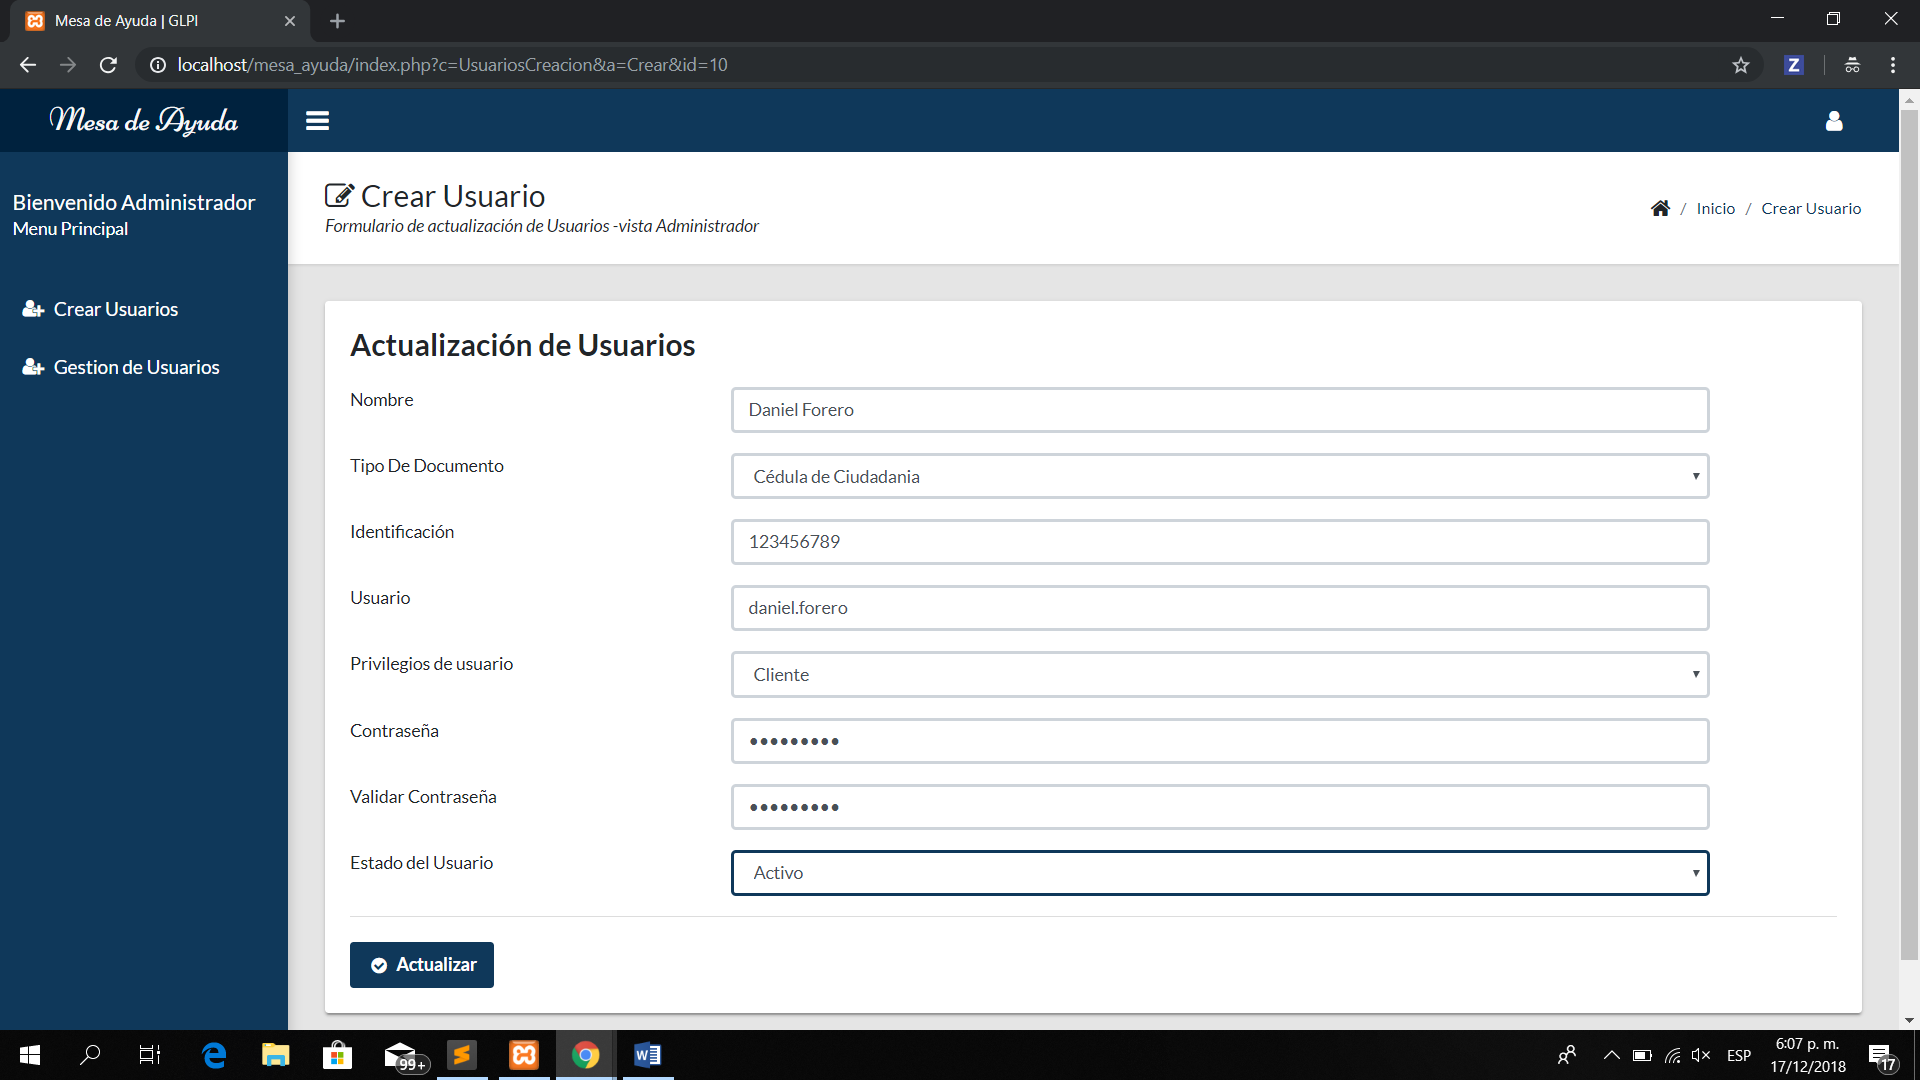 Mesa de Ayuda | GLPI
localhost/mesa_ayuda/index.php?c=UsuariosCreacion&a=Crear&id=10
Z
Mesa de Ayuda
Bienvenido Administrador
Menu Principal
Crear Usuarios
Gestion de Usuarios
Crear Usuario
Formulario de actualización de Usuarios -vista Administrador
/ Inicio / Crear Usuario
Actualización de Usuarios
Nombre
Daniel Forero
Tipo De Documento
Cédula de Ciudadania
Identificación
123456789
Usuario
daniel.forero
Privilegios de usuario
Cliente
Contraseña
•••••••••
Validar Contraseña
•••••••••
Estado del Usuario
Activo
Actualizar
99+
ESP
6:07 p. m.
17/12/2018
17